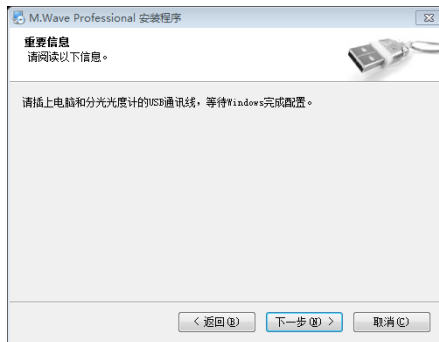 M.Wave Professional 安装程序
重要信息
请阅读以下信息。
请插上电脑和分光光度计的USB通讯线，等待Windows完成配置。
< 返回(B)
下一步(N) >
取消(C)